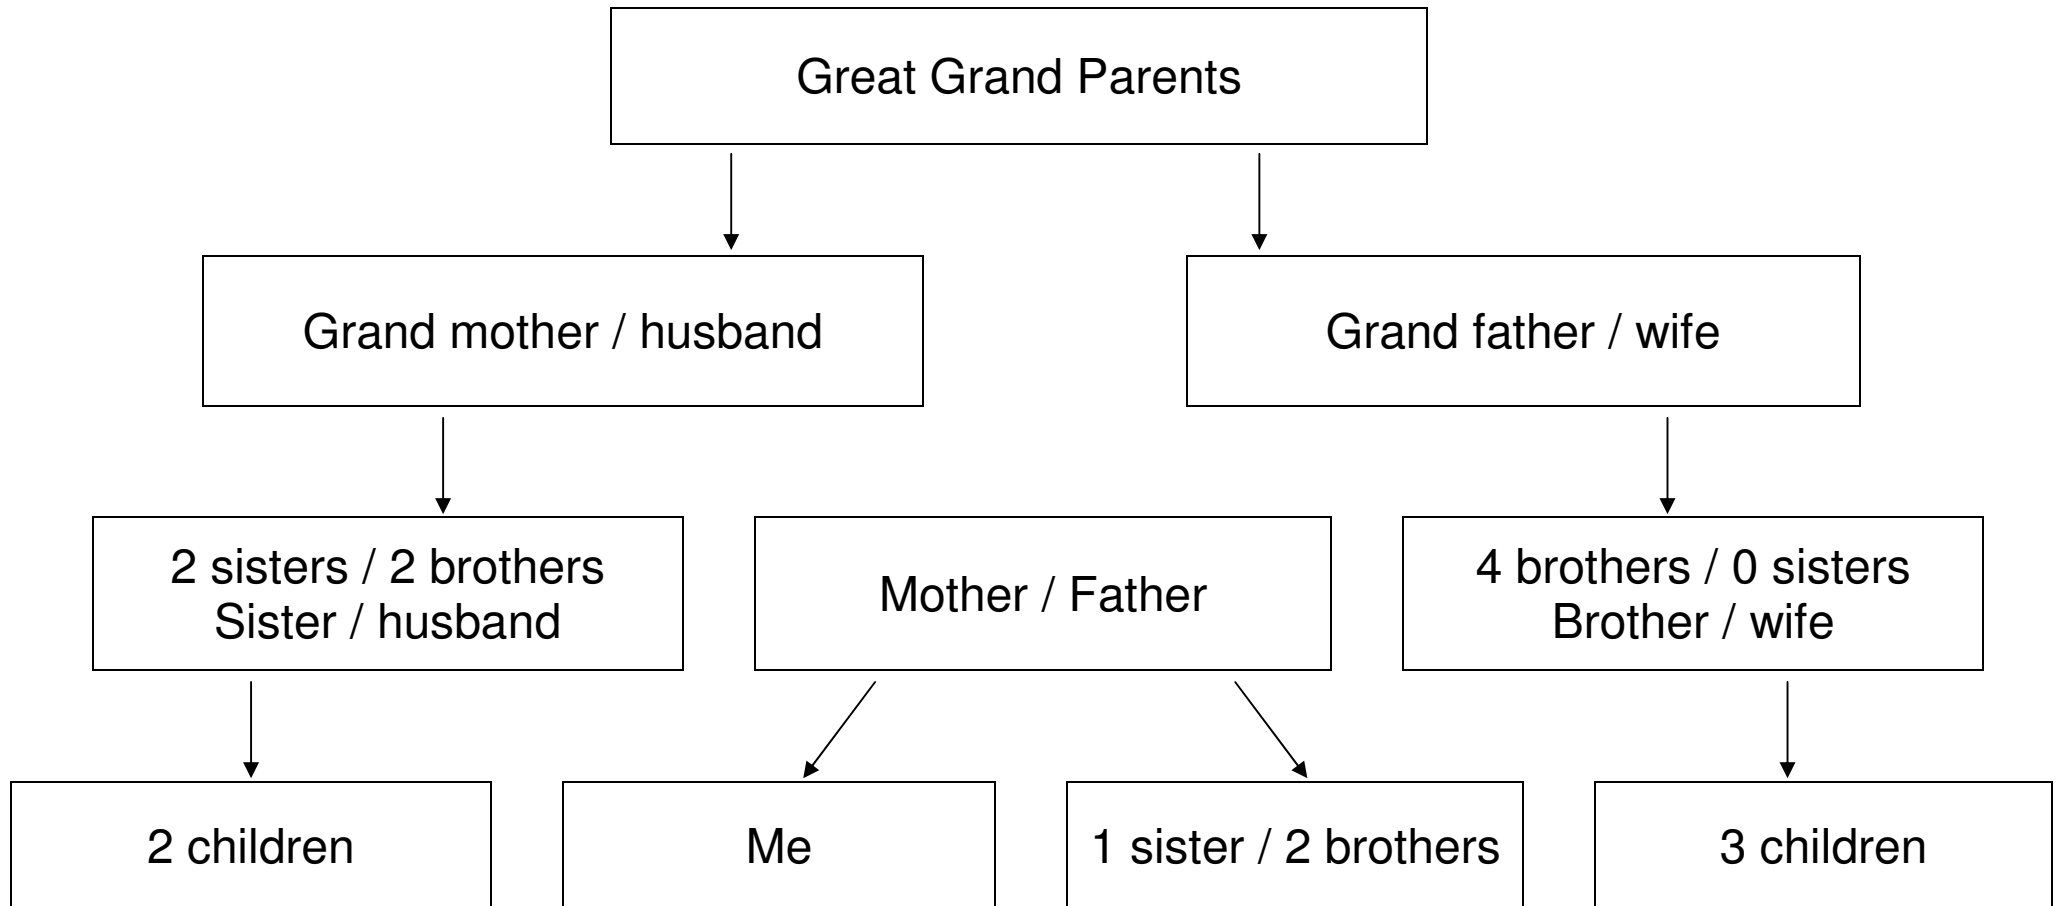 Great Grand Parents
Grand mother / husband
Grand father / wife
2 sisters / 2 brothers
Sister / husband
Mother / Father
4 brothers / 0 sisters
Brother / wife
2 children
Me
1 sister / 2 brothers
3 children